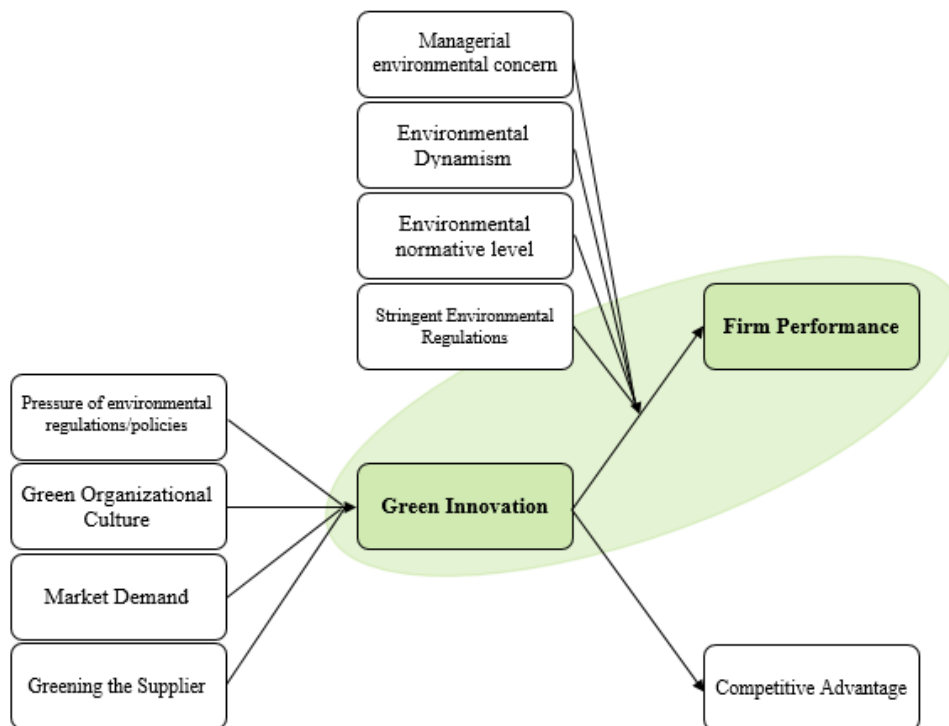 Managerial
environmental concern
Environmental
Dynamism
Environmental
normative level
Stringent Environmental
Regulations
Firm Performance
Pressure of environmental
regulations/policies
Green Organizational
Culture
Green Innovation
Market Demand
Greening the Supplier
Competitive Advantage